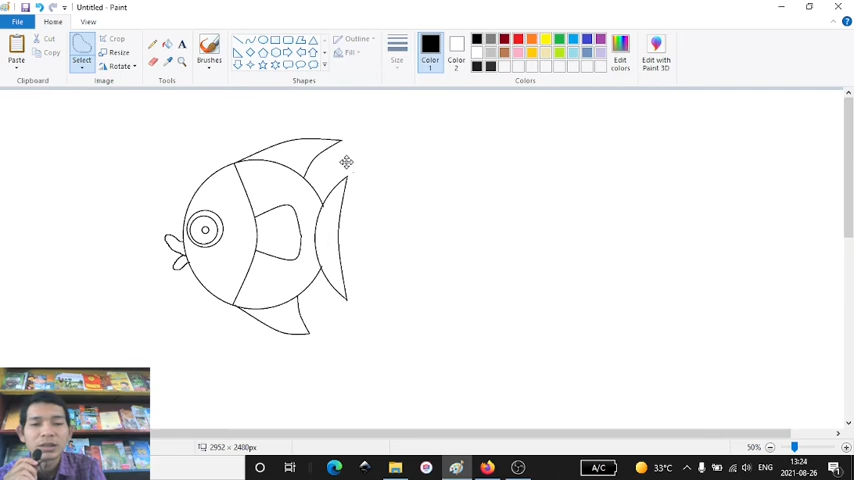 Untitled - Paint
File
Home
View
Paste
Cut
Copy
Clipboard
Select
Crop
Resize
Rotate
Image
A
Tools
Brushes
Outline
Fill
Shapes
Size
Color
1
Color
2
Edit
colors
Colors
Edit with
Paint 3D
2952 × 2480px
50%
A/C
33°C
ENG
13:24
2021-08-26